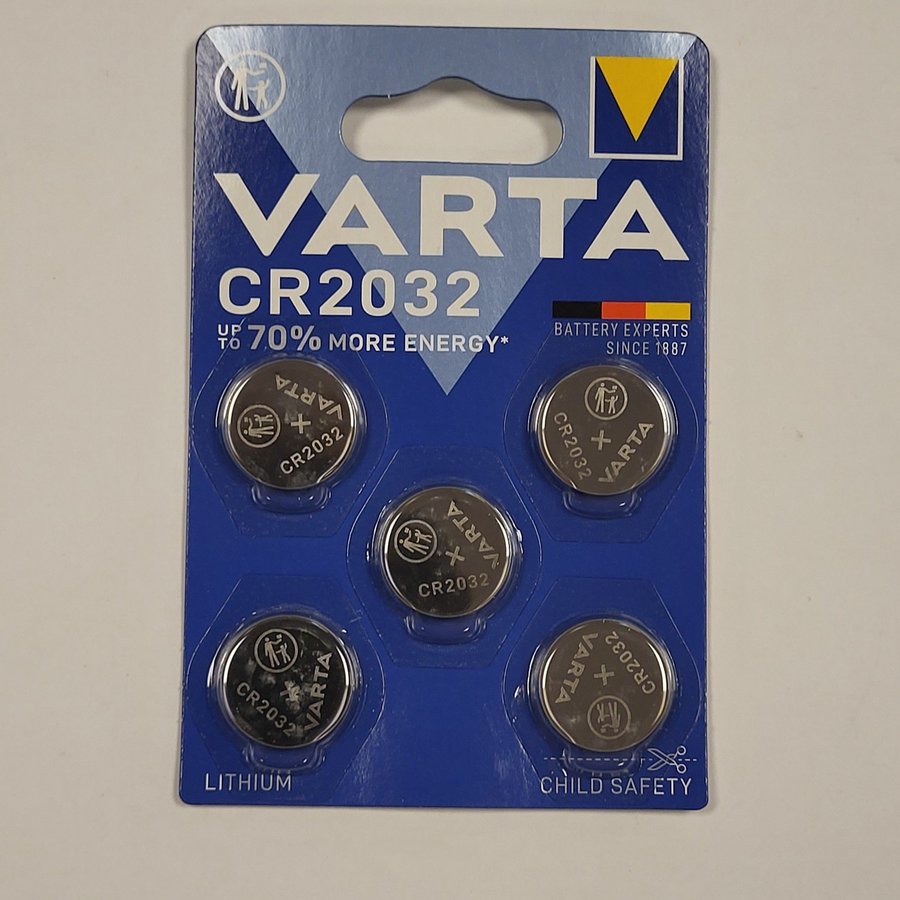 VARTA
CR2032
UP TO 70% MORE ENERGY*
BATTERY EXPERTS
SINCE 1887
VARTA
CR2032
VARTA
CR2032
VARTA
CR2032
VARTA
CR2032
VARTA
CR2032
LITHIUM
CHILD SAFETY